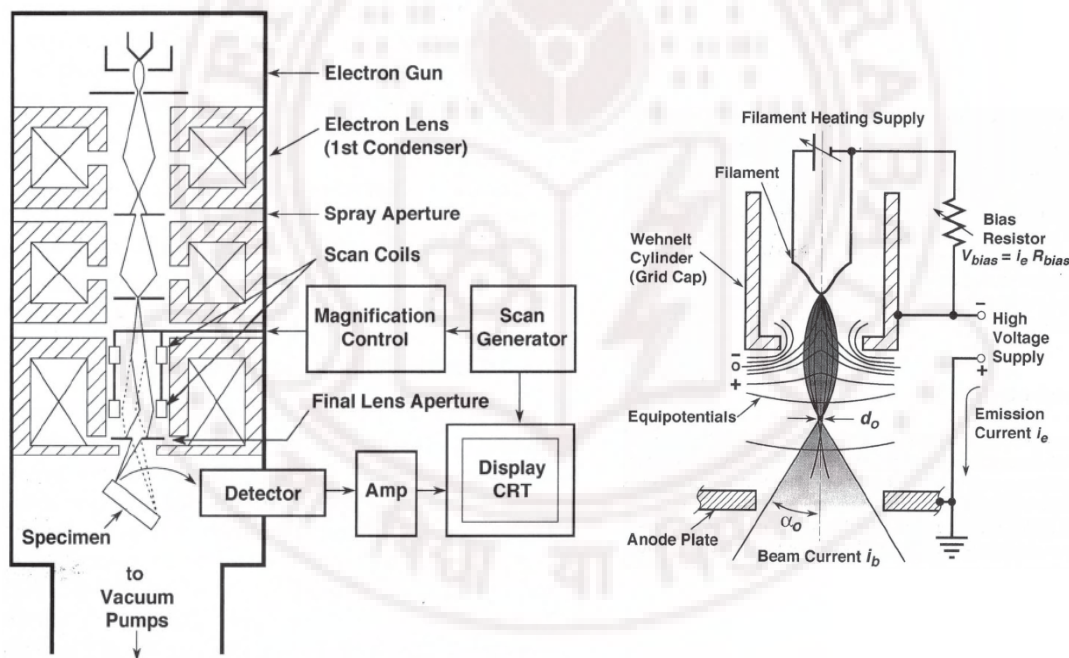 Electron Gun
Electron Lens
(1st Condenser)
Spray Aperture
Scan Coils
Magnification
Control
Scan
Generator
Final Lens Aperture
Detector
Amp
Display
CRT
Specimen
to
Vacuum
Pumps
Filament Heating Supply
Filament
Wehnelt
Cylinder
(Grid Cap)
Bias
Resistor
V_bias = i_e R_bias
−
High
Voltage
Supply
+
−
o
+
Equipotentials
d_o
Emission
Current i_e
α_o
Anode Plate
Beam Current i_b